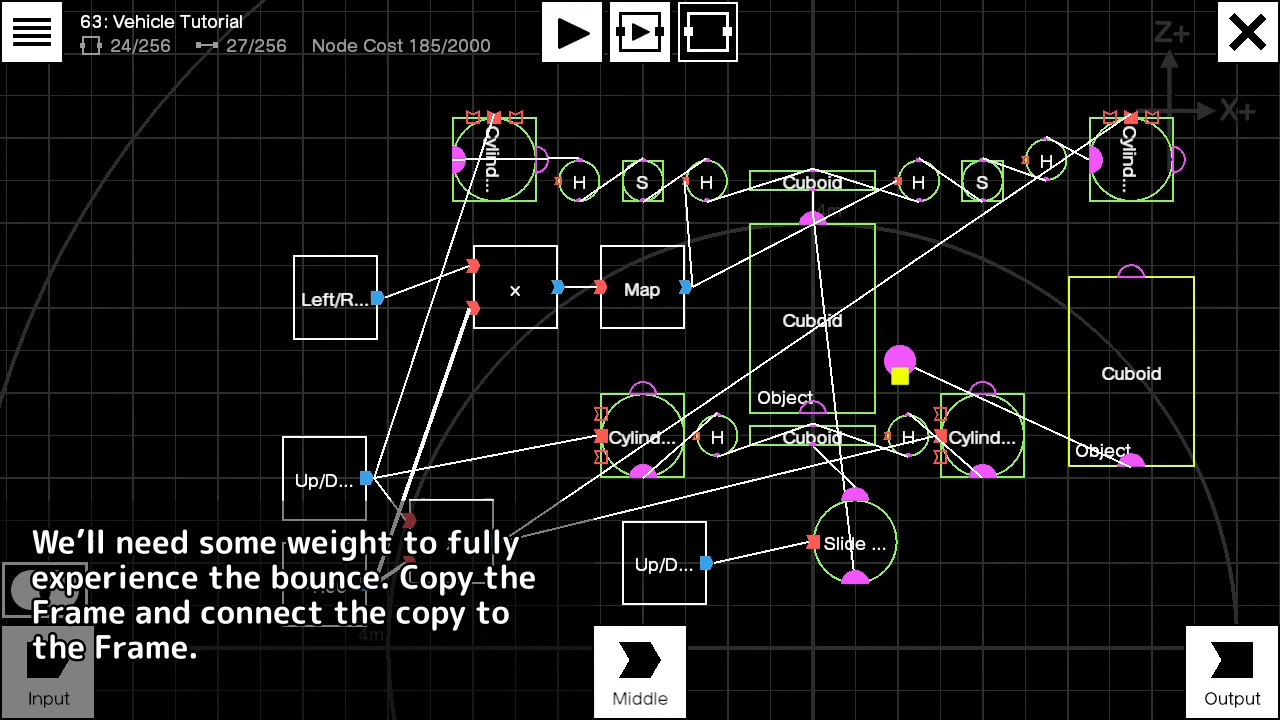 63: Vehicle Tutorial
24/256
27/256
Node Cost 185/2000
Z+
X+
Cylind...
H
S
H
Cuboid
H
S
H
Cylind...
4m
Left/R...
x
Map
Cuboid
Object
Cuboid
Object
Cylind...
H
Cuboid
H
Cylind...
Up/D...
Up/D...
Slide ...
We’ll need some weight to fully
experience the bounce. Copy the
Frame and connect the copy to
the Frame.
4m
Input
Middle
Output